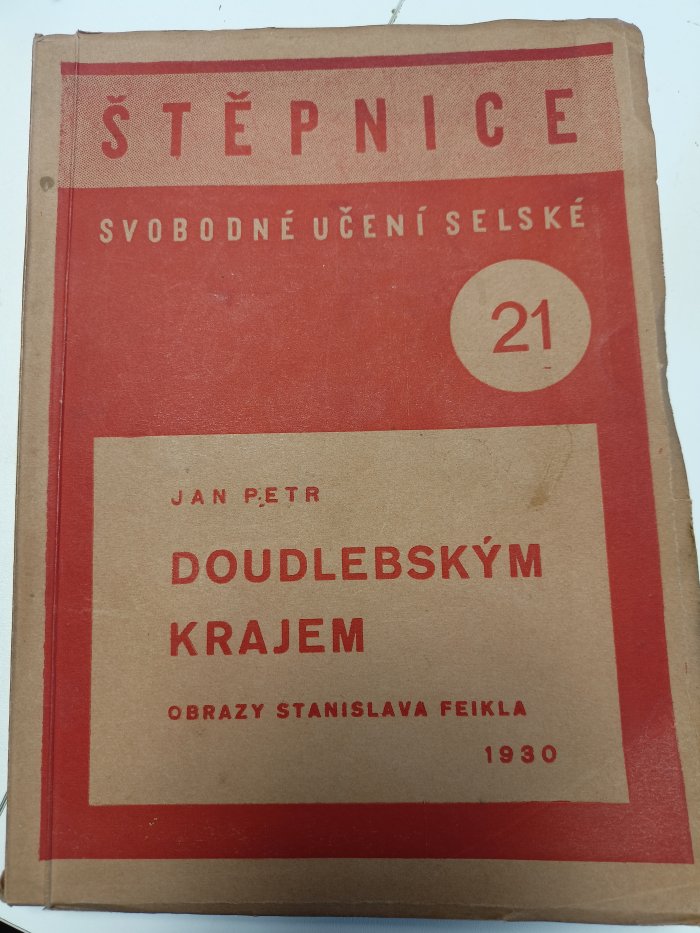 ŠTĚPNICE
SVOBODNÉ UČENÍ SELSKÉ
21
JAN PETR
DOUDLEBSKÝM
KRAJEM
OBRAZY STANISLAVA FEIKLA
1930